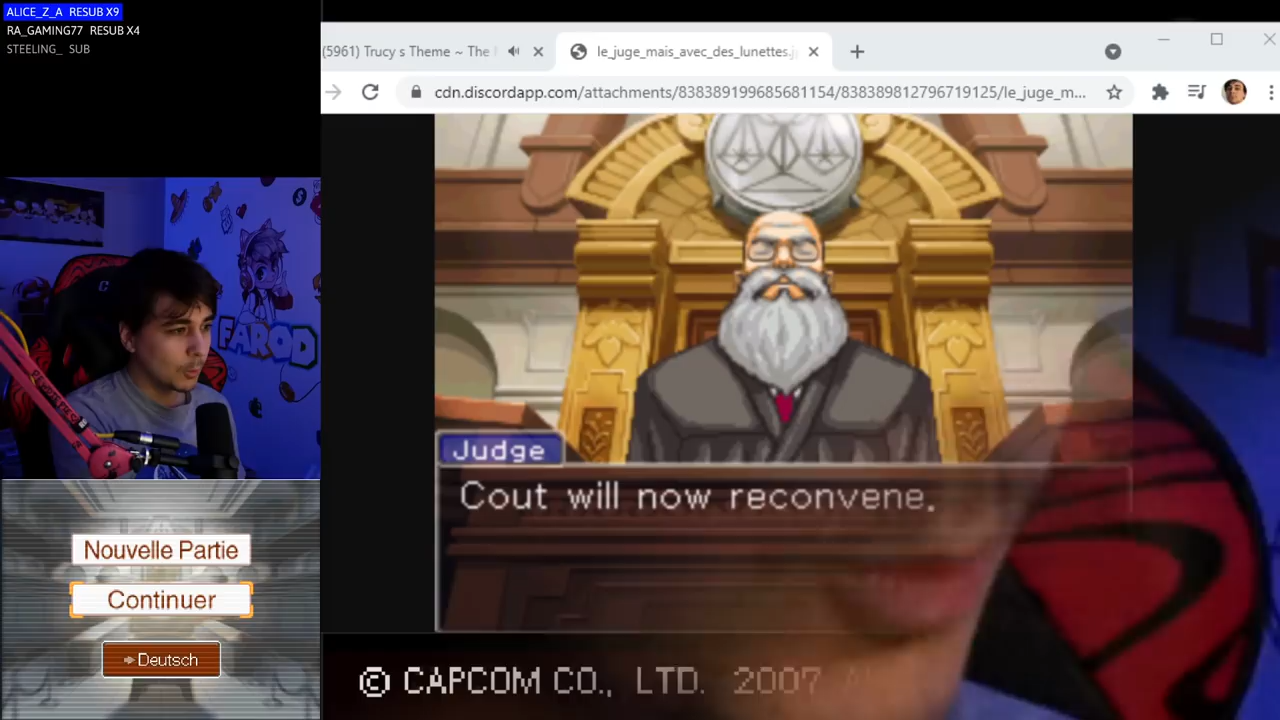 ALICE_Z_A RESUB X9
RA_GAMING77 RESUB X4
STEELING_ SUB
(5961) Trucy s Theme ~ The
le_juge_mais_avec_des_lunettes.j
cdn.discordapp.com/attachments/838389199685681154/838389812796719125/le_juge_m...
FAROD
Judge
Cout will now reconvene.
Nouvelle Partie
Continuer
Deutsch
© CAPCOM CO., LTD. 2007